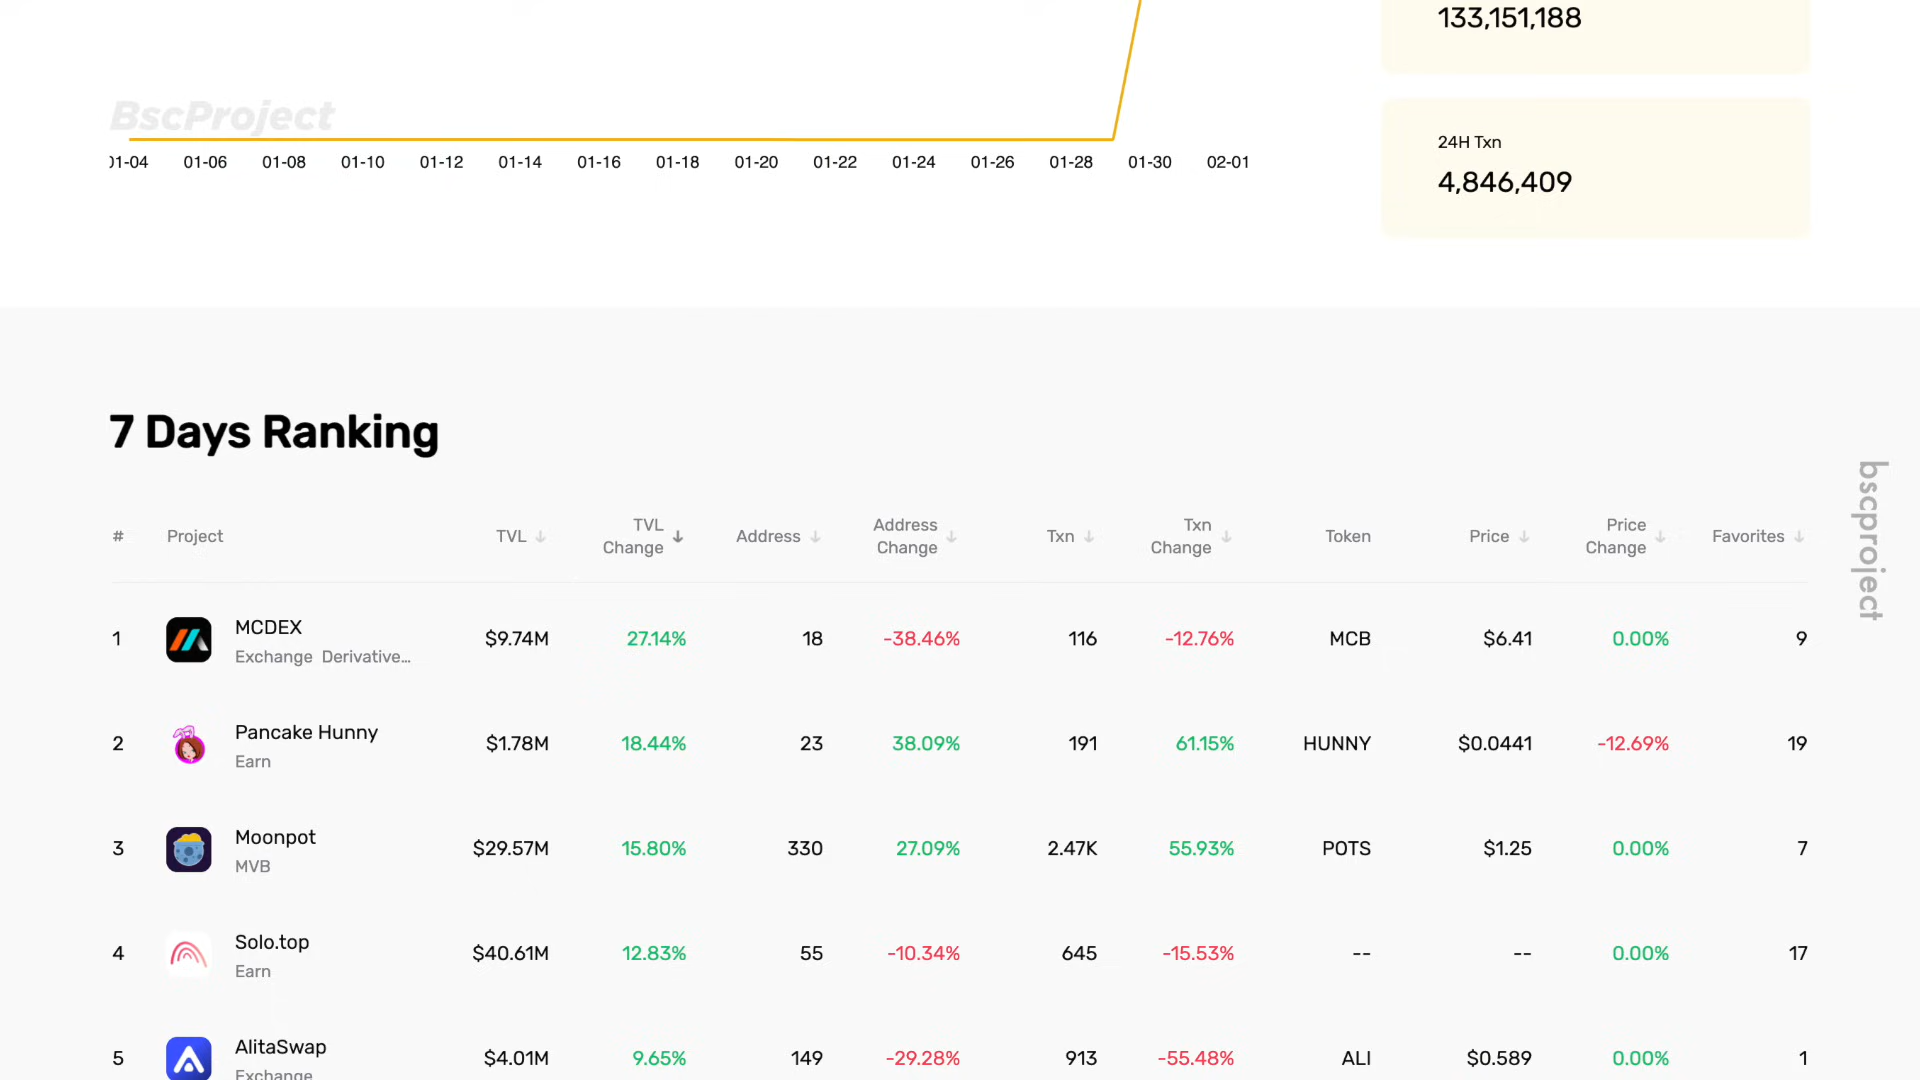 133,151,188
BscProject
01-04 01-06 01-08 01-10 01-12 01-14 01-16 01-18 01-20 01-22 01-24 01-26 01-28 01-30 02-01
24H Txn
4,846,409
7 Days Ranking
bscproject
# Project TVL TVL Change Address Address Change Txn Txn Change Token Price Price Change Favorites
1 MCDEX $9.74M 27.14% 18 -38.46% 116 -12.76% MCB $6.41 0.00% 9
Exchange Derivative...
2 Pancake Hunny $1.78M 18.44% 23 38.09% 191 61.15% HUNNY $0.0441 -12.69% 19
Earn
3 Moonpot $29.57M 15.80% 330 27.09% 2.47K 55.93% POTS $1.25 0.00% 7
MVB
4 Solo.top $40.61M 12.83% 55 -10.34% 645 -15.53% -- -- 0.00% 17
Earn
5 AlitaSwap $4.01M 9.65% 149 -29.28% 913 -55.48% ALI $0.589 0.00% 1
Exchange